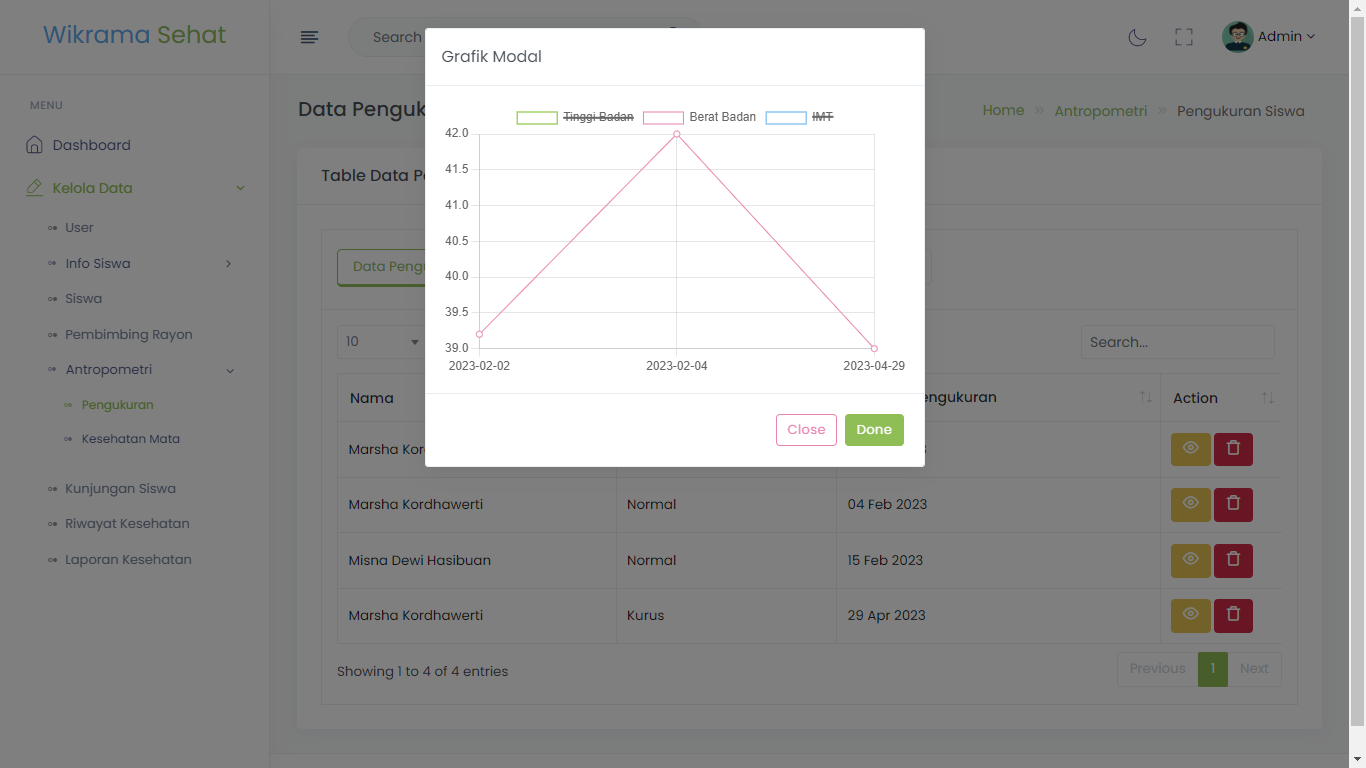 Wikrama Sehat
Search
Admin
MENU
Dashboard
Kelola Data
User
Info Siswa
Siswa
Pembimbing Rayon
Antropometri
Pengukuran
Kesehatan Mata
Kunjungan Siswa
Riwayat Kesehatan
Laporan Kesehatan
Home » Antropometri » Pengukuran Siswa
Grafik Modal
Tinggi Badan Berat Badan IMT
42.0
41.5
41.0
40.5
40.0
39.5
39.0
2023-02-02 2023-02-04 2023-04-29
Close Done
Data
Table Data
Data
10
Search...
Nama Action
Marsha
Marsha Kordhawerti Normal 04 Feb 2023
Misna Dewi Hasibuan Normal 15 Feb 2023
Marsha Kordhawerti Kurus 29 Apr 2023
Showing 1 to 4 of 4 entries
Previous 1 Next